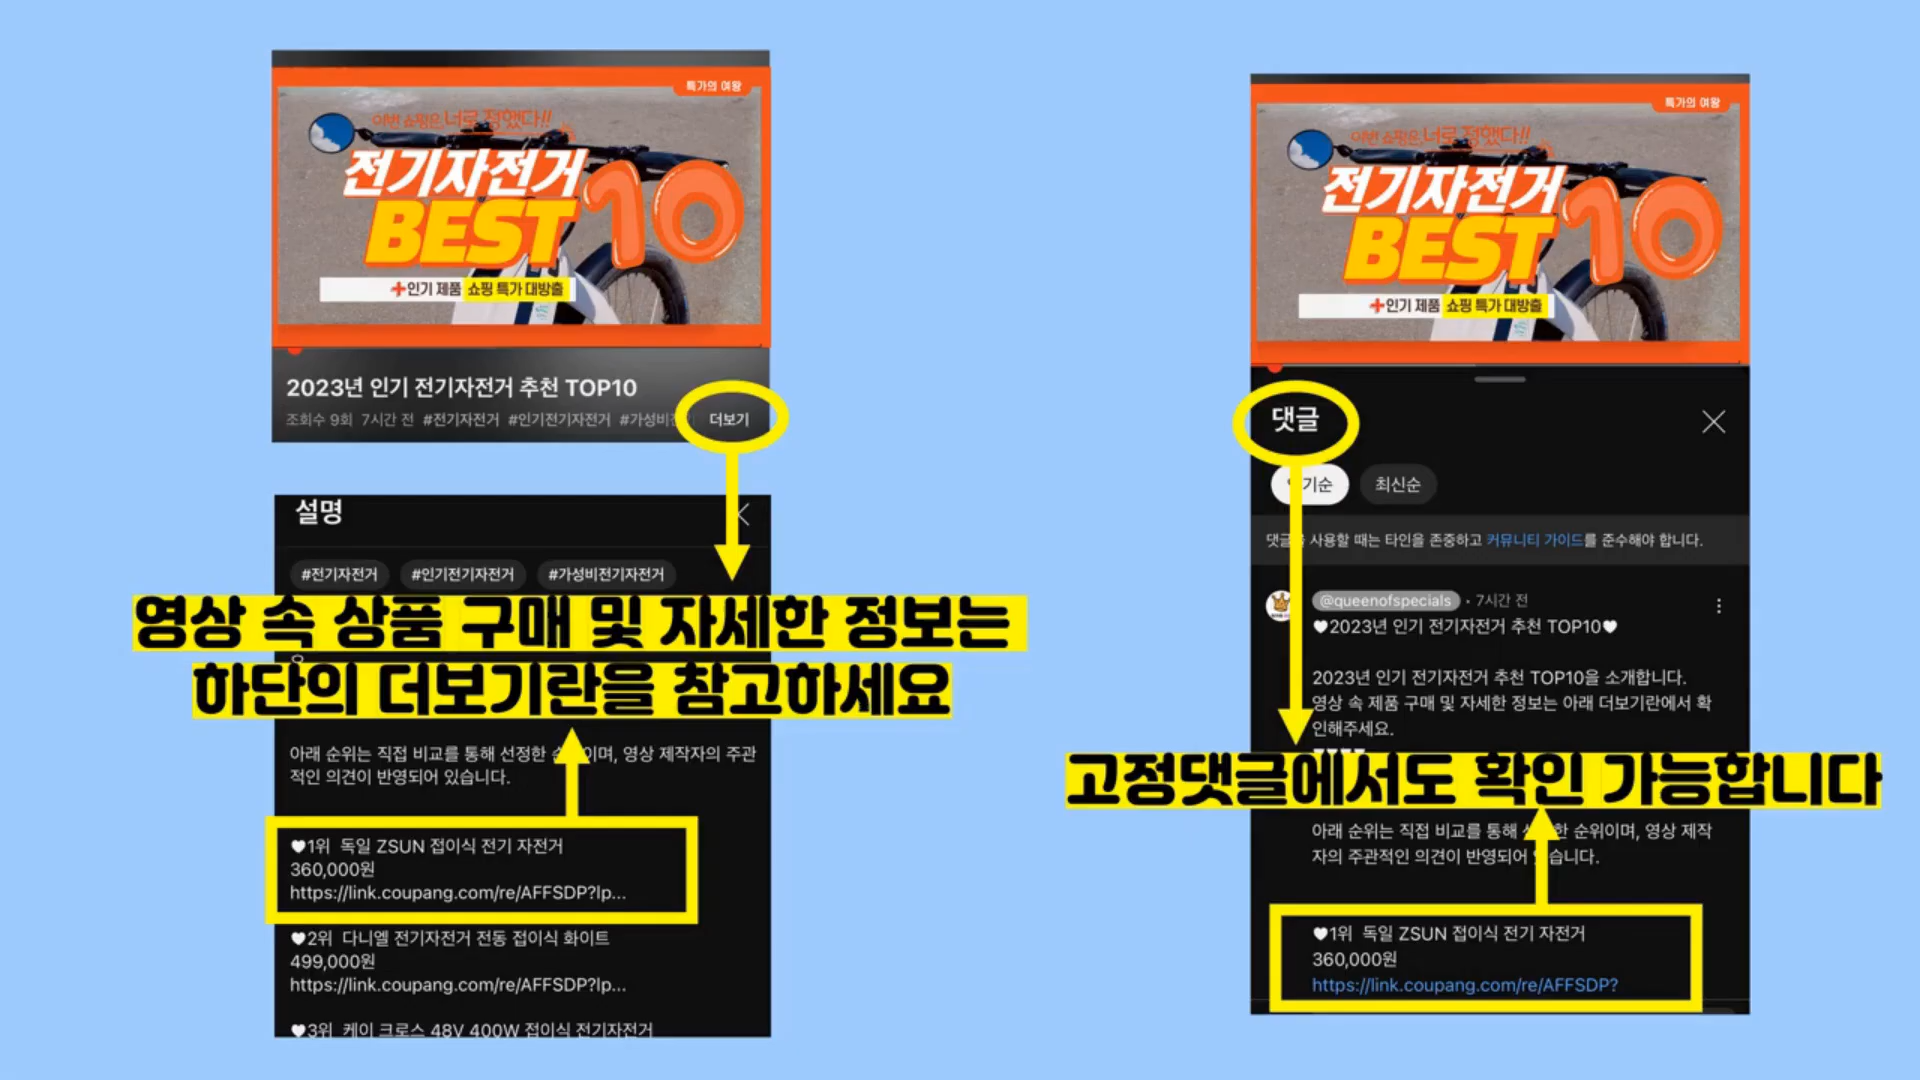 특가의 여왕
이번 쇼핑은 너로 정했다!!
전기자전거
BEST 10
+인기 제품 쇼핑 특가 대방출
2023년 인기 전기자전거 추천 TOP10
조회수 9회 7시간 전 #전기자전거 #인기전기자전거 #가성비전 더보기
설명
#전기자전거 #인기전기자전거 #가성비전기자전거
영상 속 상품 구매 및 자세한 정보는
하단의 더보기란을 참고하세요
아래 순위는 직접 비교를 통해 선정한 순위이며, 영상 제작자의 주관
적인 의견이 반영되어 있습니다.
♥1위 독일 ZSUN 접이식 전기 자전거
360,000원
https://link.coupang.com/re/AFFSDP?lp...
♥2위 다니엘 전기자전거 전동 접이식 화이트
499,000원
https://link.coupang.com/re/AFFSDP?lp...
♥3위 케이 크로스 48V 400W 접이식 전기자전거
특가의 여왕
이번 쇼핑은 너로 정했다!!
전기자전거
BEST 10
+인기 제품 쇼핑 특가 대방출
댓글
인기순 최신순
댓글을 사용할 때는 타인을 존중하고 커뮤니티 가이드를 준수해야 합니다.
@queenofspecials · 7시간 전
♥2023년 인기 전기자전거 추천 TOP10♥
2023년 인기 전기자전거 추천 TOP10을 소개합니다.
영상 속 제품 구매 및 자세한 정보는 아래 더보기란에서 확
인해주세요.
고정댓글에서도 확인 가능합니다
아래 순위는 직접 비교를 통해 선정한 순위이며, 영상 제작
자의 주관적인 의견이 반영되어 있습니다.
♥1위 독일 ZSUN 접이식 전기 자전거
360,000원
https://link.coupang.com/re/AFFSDP?